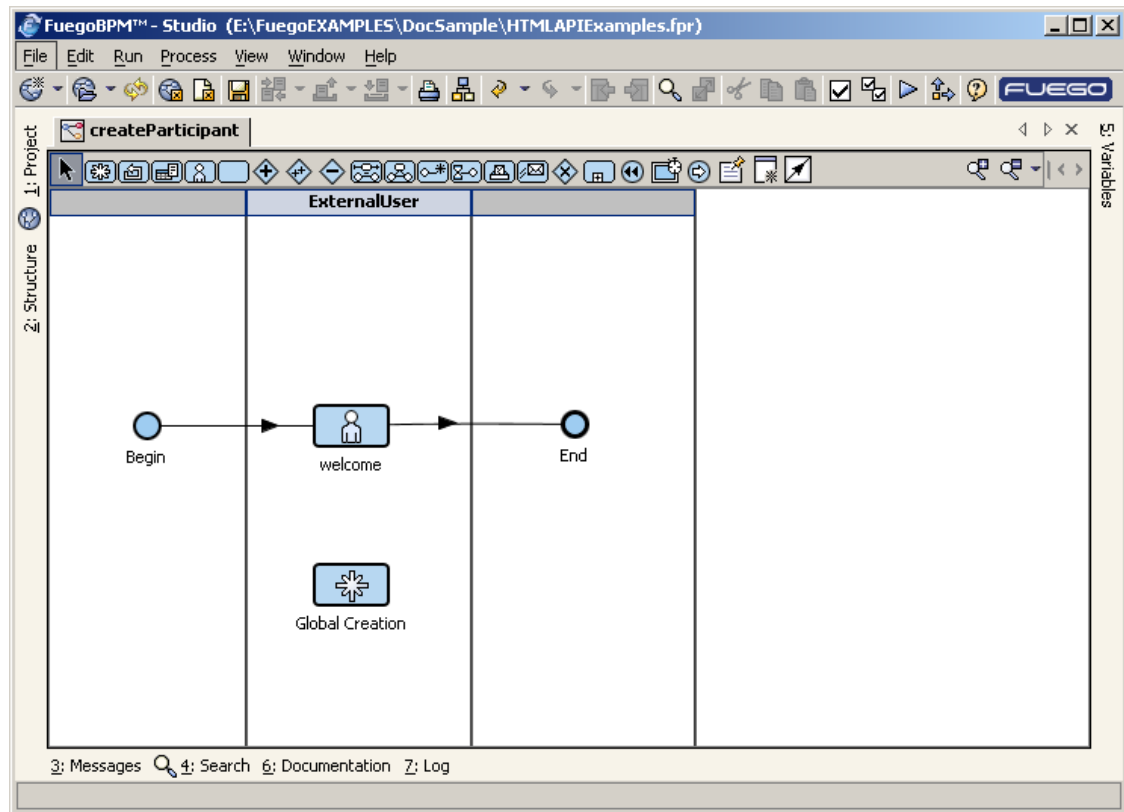 FuegoBPM™ - Studio (E:\FuegoEXAMPLES\DocSample\HTMLAPIExamples.fpr)
File Edit Run Process View Window Help
FUEGO
createParticipant
1: Project
2: Structure
5: Variables
ExternalUser
Begin
welcome
End
Global Creation
3: Messages 4: Search 6: Documentation 7: Log